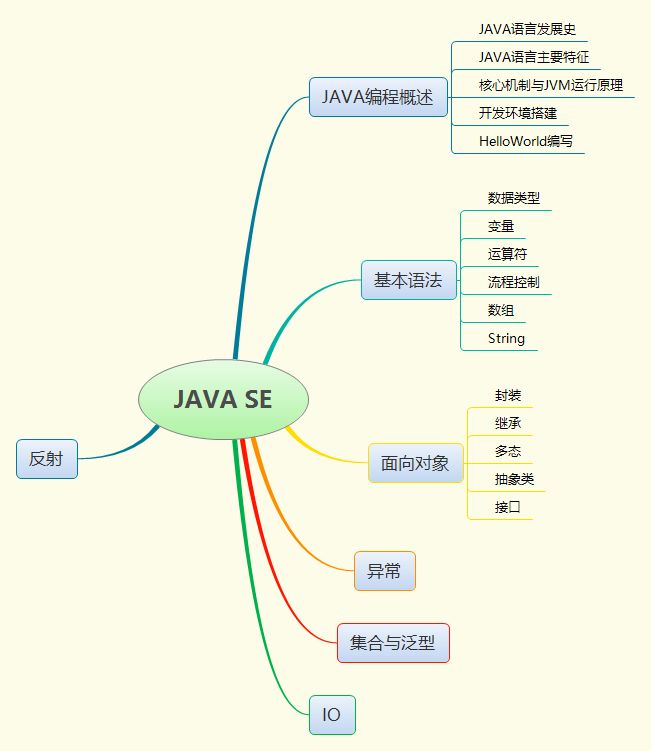 JAVA语言发展史
JAVA语言主要特征
JAVA编程概述
核心机制与JVM运行原理
开发环境搭建
HelloWorld编写
数据类型
变量
运算符
基本语法
流程控制
数组
String
JAVA SE
封装
继承
反射
面向对象
多态
抽象类
接口
异常
集合与泛型
IO